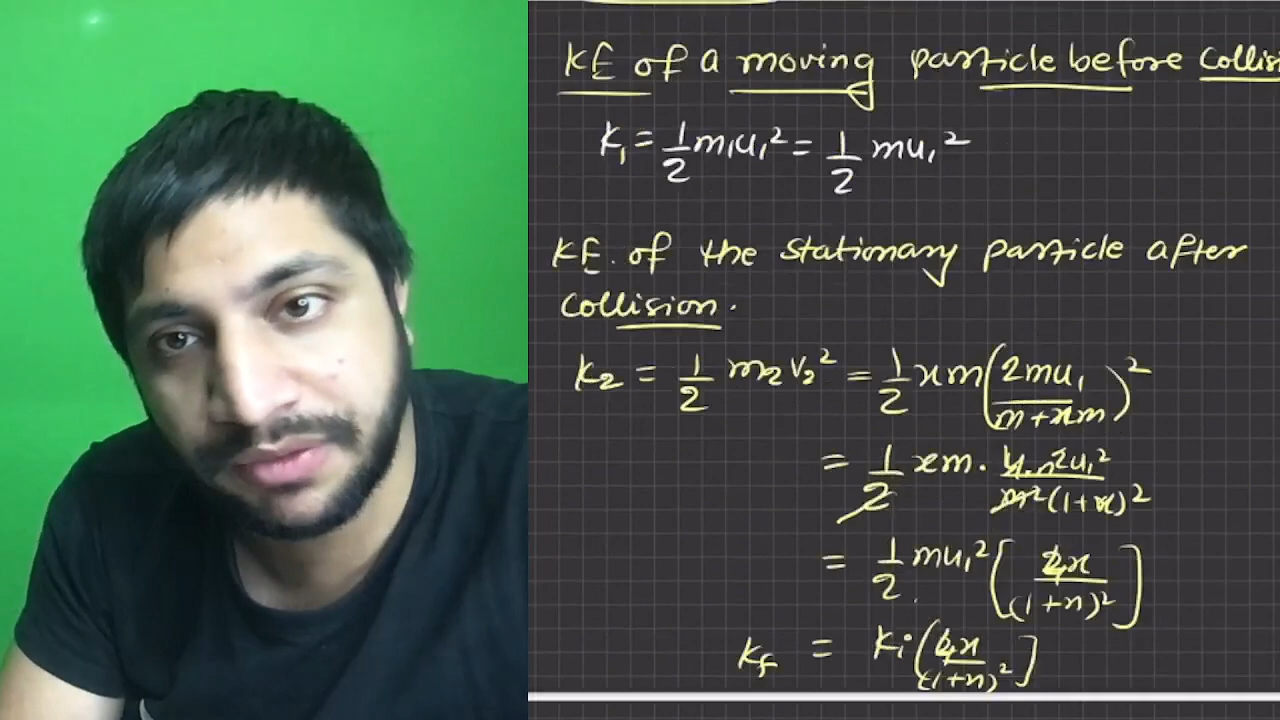 KE of a moving particle before Collis
K₁ = 1/2 m₁u₁² = 1/2 mu₁²
KE. of the stationary particle after
Collision.
K₂ = 1/2 m₂v₂² = 1/2 xm (2mu₁/(m+xm))²
= 1/2 xm . 4m²u₁²/m²(1+x)²
= 1/2 mu₁² [4x/(1+x)²]
Kf = Ki [4x/(1+x)²]